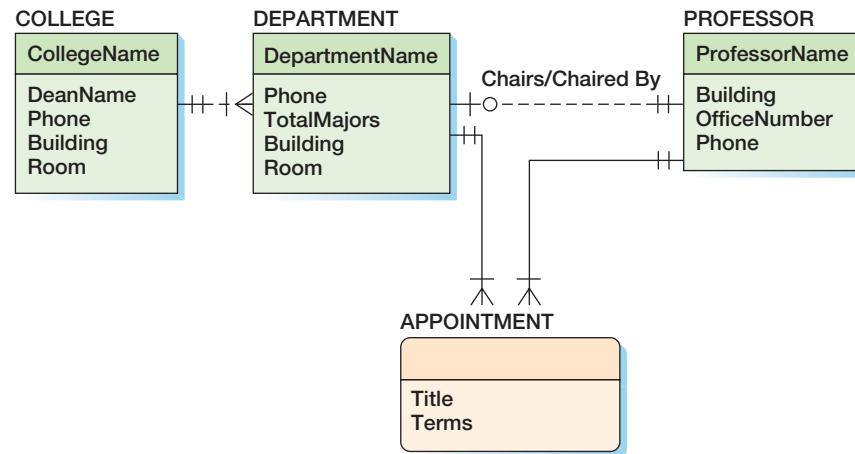 COLLEGE
CollegeName
DeanName
Phone
Building
Room
DEPARTMENT
DepartmentName
Phone
TotalMajors
Building
Room
Chairs/Chaired By
PROFESSOR
ProfessorName
Building
OfficeNumber
Phone
APPOINTMENT
Title
Terms